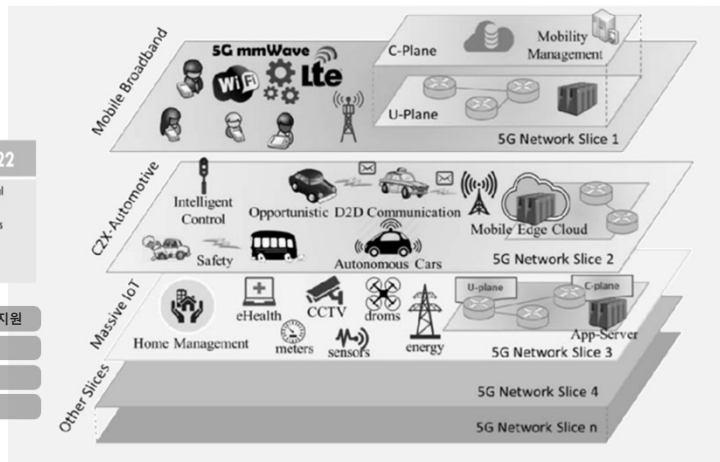 Mobile Broadband
5G mmWave
WiFi
Lte
C-Plane
Mobility
Management
U-Plane
5G Network Slice 1
22
C2X-Automotive
Intelligent
Control
Opportunistic D2D Communication
Mobile Edge Cloud
Safety
Autonomous Cars
5G Network Slice 2
Massive IoT
Home Management
eHealth
CCTV
droms
meters
sensors
energy
U-plane
C-plane
App-Server
5G Network Slice 3
지원
Other Slices
5G Network Slice 4
5G Network Slice n